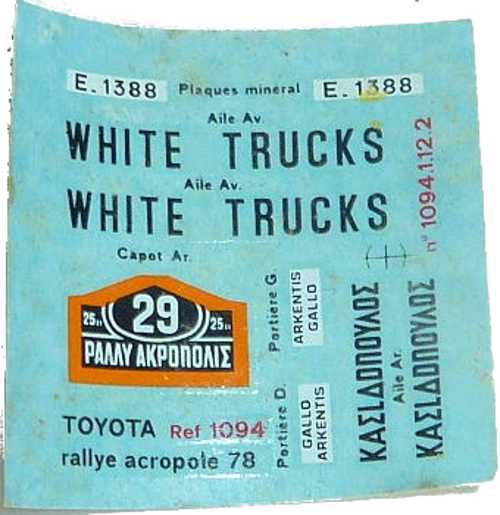 E.1388 Plaques minéral E.1388
Aile Av.
WHITE TRUCKS
Aile Av.
WHITE TRUCKS
n° 1094.1.12.2
Capot Ar.
25 29 25
ΡΑΛΛΥ ΑΚΡΟΠΟΛΙΣ
Portière G.
ARKENTIS
GALLO
Portière D.
GALLO
ARKENTIS
ΚΑΣΙΔΟΠΟΥΛΟΣ
Aile Ar.
ΚΑΣΙΔΟΠΟΥΛΟΣ
TOYOTA Ref 1094
rallye acropole 78